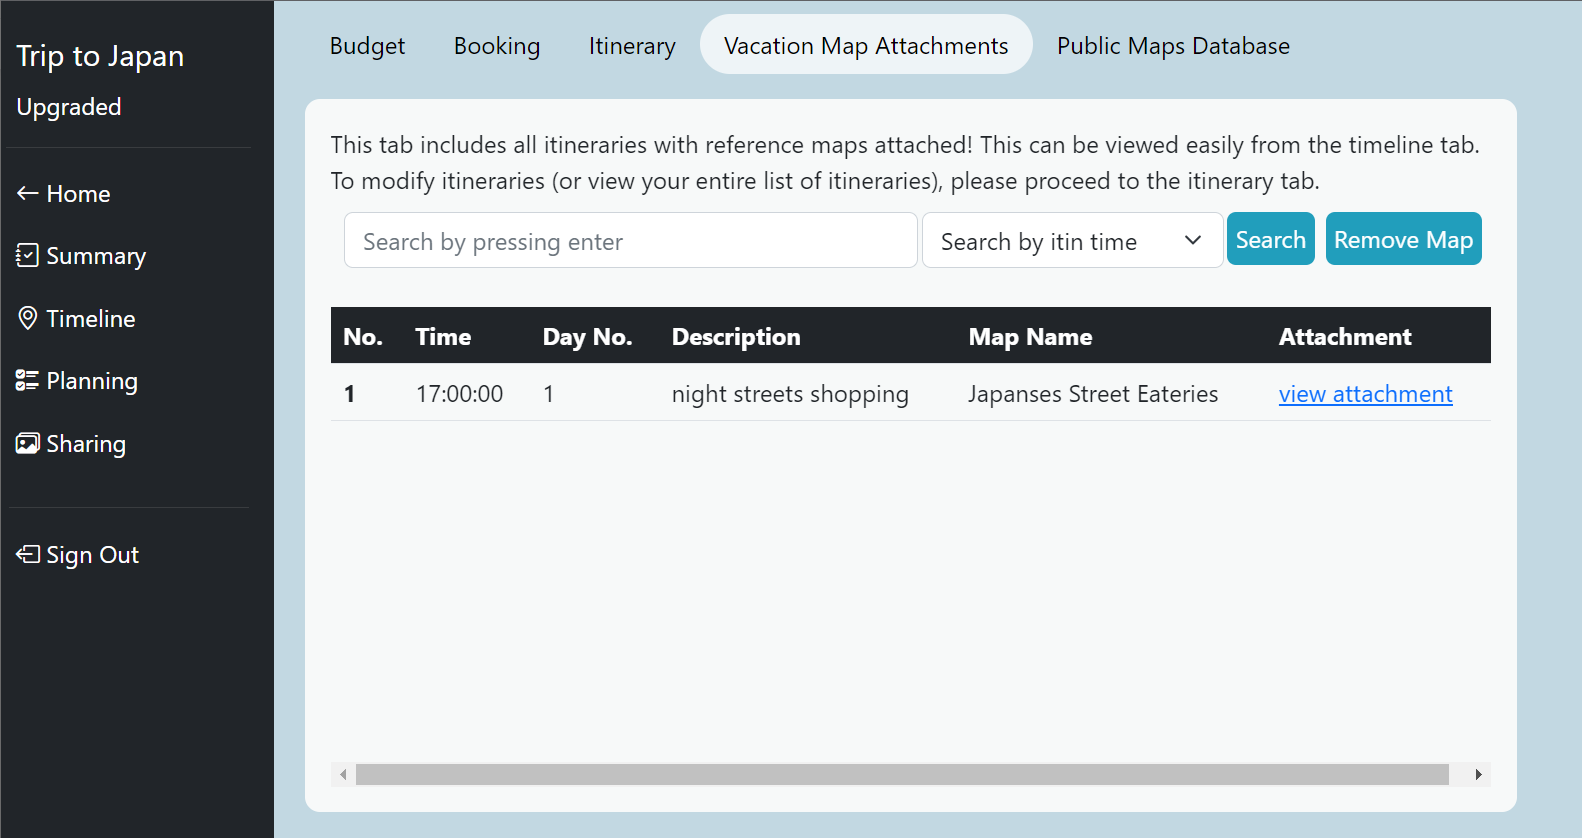 Trip to Japan
Upgraded
Home
Summary
Timeline
Planning
Sharing
Sign Out
Budget Booking Itinerary Vacation Map Attachments Public Maps Database
This tab includes all itineraries with reference maps attached! This can be viewed easily from the timeline tab.
To modify itineraries (or view your entire list of itineraries), please proceed to the itinerary tab.
Search by pressing enter Search by itin time Search Remove Map
No. Time Day No. Description Map Name Attachment
1 17:00:00 1 night streets shopping Japanses Street Eateries view attachment